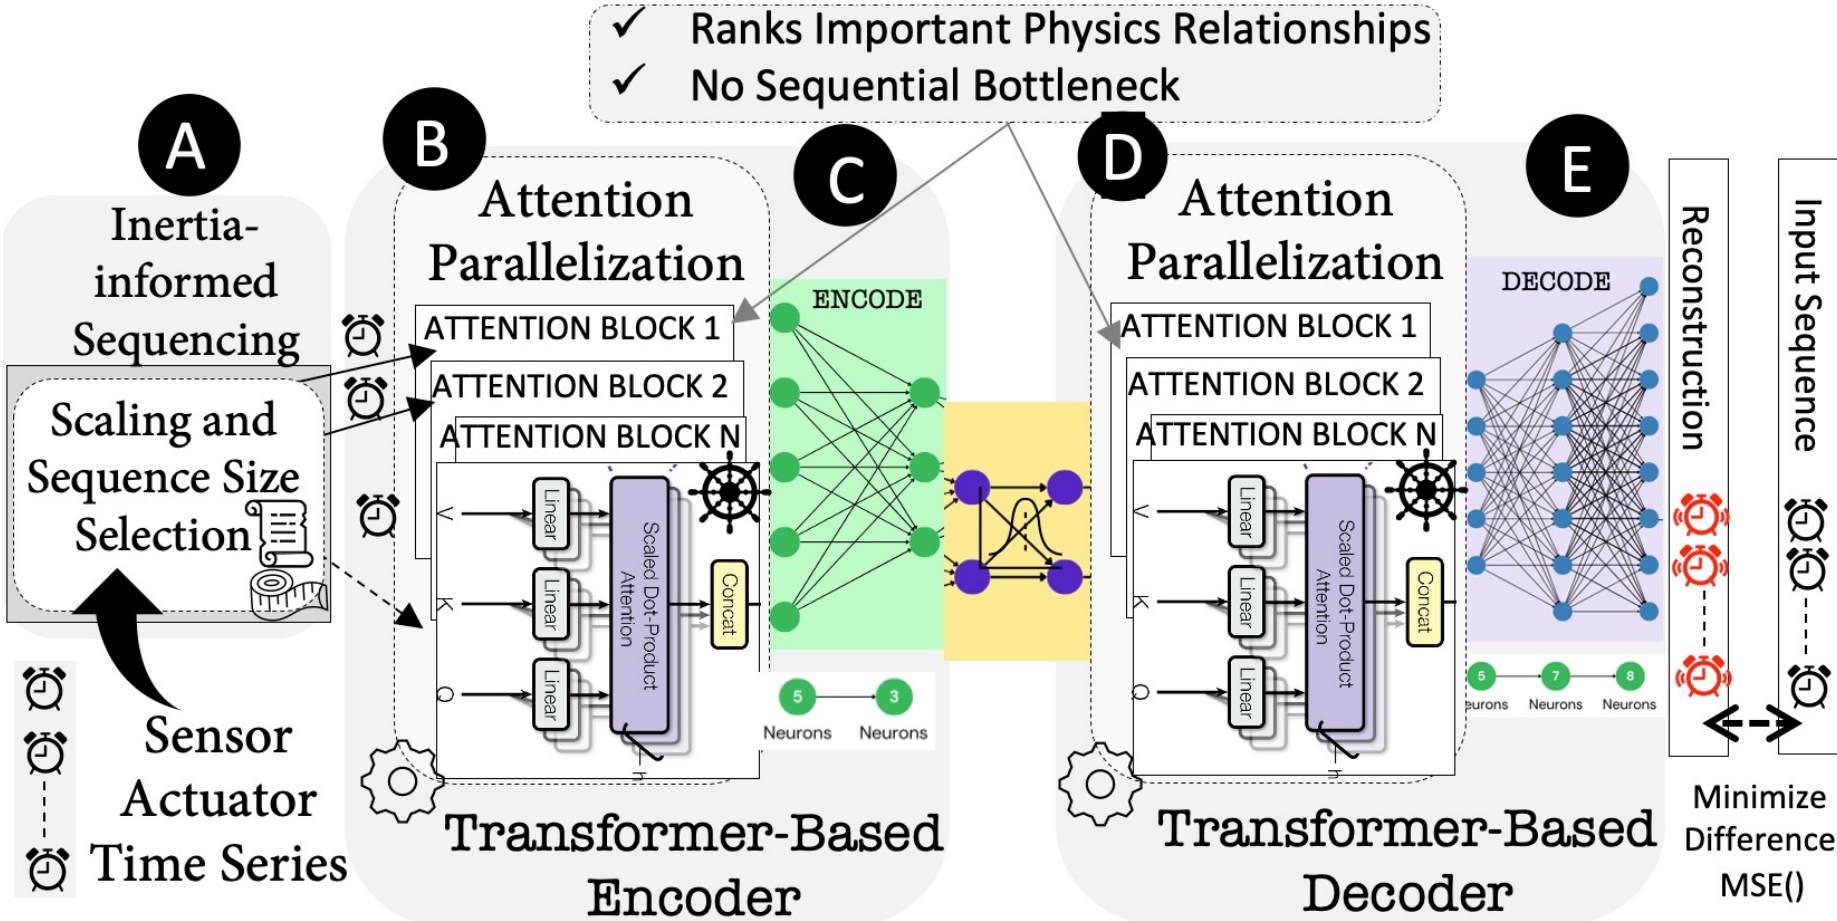 ✓ Ranks Important Physics Relationships
✓ No Sequential Bottleneck
A
Inertia-
informed
Sequencing
Scaling and
Sequence Size
Selection
Sensor
Actuator
Time Series
B
Attention
Parallelization
ATTENTION BLOCK 1
ATTENTION BLOCK 2
ATTENTION BLOCK N
V
K
Q
Linear
Linear
Linear
Scaled Dot-Product
Attention
Concat
h
C
ENCODE
5
3
Neurons
Neurons
Transformer-Based
Encoder
D
Attention
Parallelization
ATTENTION BLOCK 1
ATTENTION BLOCK 2
ATTENTION BLOCK N
V
K
Q
Linear
Linear
Linear
Scaled Dot-Product
Attention
Concat
h
E
DECODE
5
7
8
eurons
Neurons
Neurons
Transformer-Based
Decoder
Reconstruction
Input Sequence
Minimize
Difference
MSE()